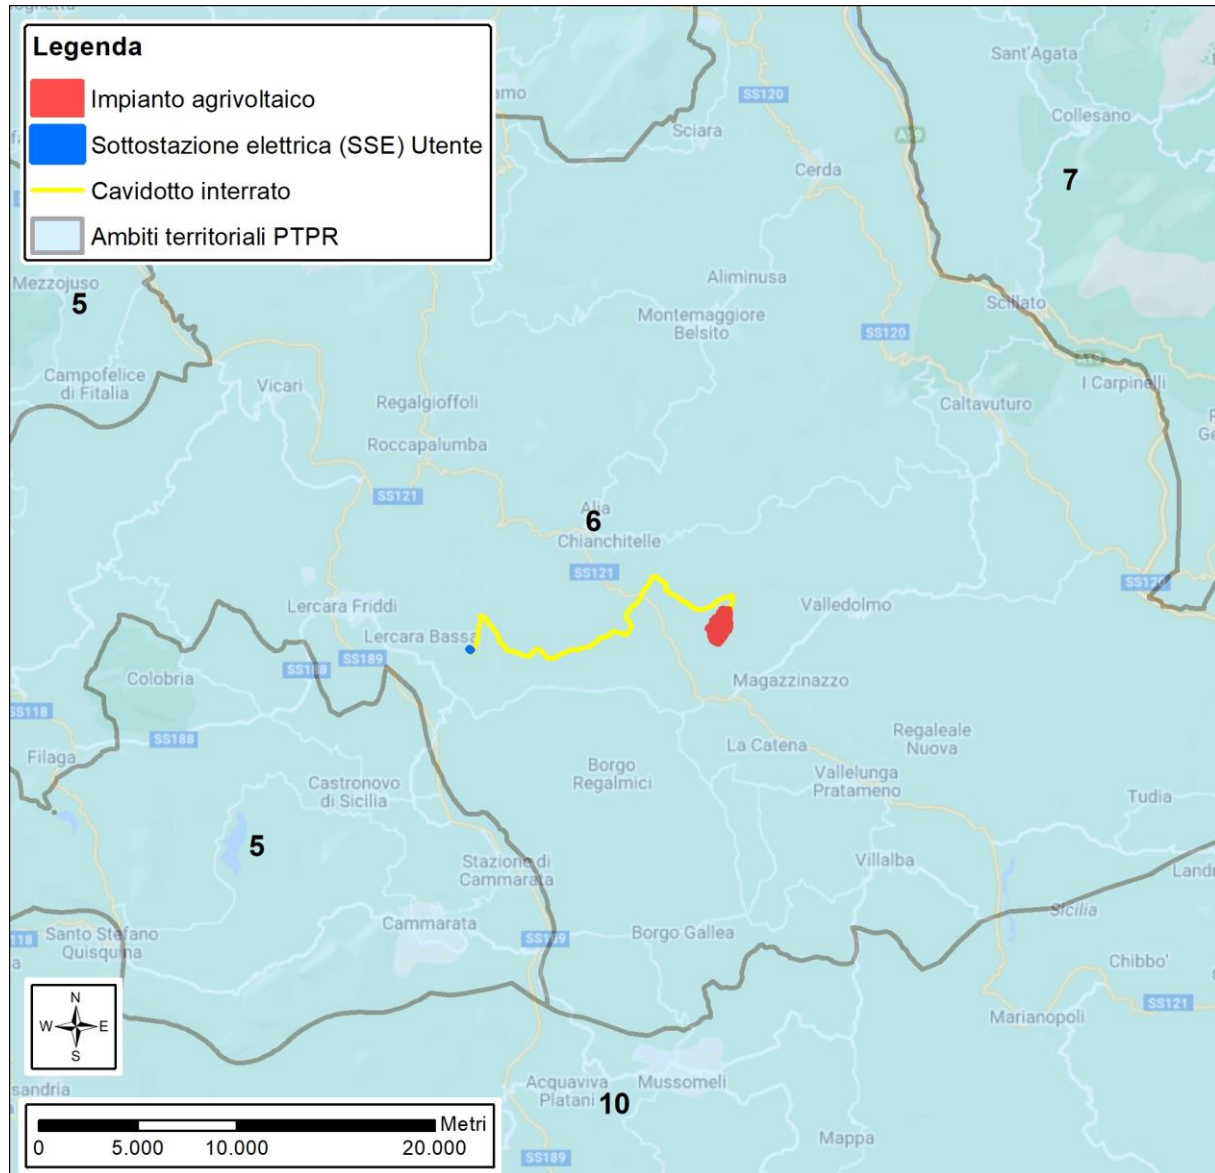 Legenda
Impianto agrivoltaico
Sottostazione elettrica (SSE) Utente
Cavidotto interrato
Ambiti territoriali PTPR
SS120
Sant'Agata
Collesano
Sciara
A19
Cerda
7
Mezzojuso
5
Aliminusa
Scillato
Montemaggiore
Belsito
SS120
Campofelice
di Fitalia
Vicari
I Carpinelli
Regalgioffoli
Caltavuturo
Roccapalumba
SS121
Alia
6
Chianchitelle
SS121
SS120
Lercara Friddi
Valledolmo
Lercara Bassa
SS189
SS188
Colobria
Magazzinazzo
SS118
SS188
Filaga
La Catena
Regaleale
Nuova
Borgo
Regalmici
Castronovo
di Sicilia
Vallelunga
Pratameno
Tudia
5
Stazione di
Cammarata
Villalba
Sicilia
Cammarata
Santo Stefano
Quisquina
SS189
Borgo Gallea
Chibbo'
SS121
Marianopoli
N
W
E
S
Acquaviva
Platani
Mussomeli
10
Mappa
SS189
Metri
0
5.000
10.000
20.000